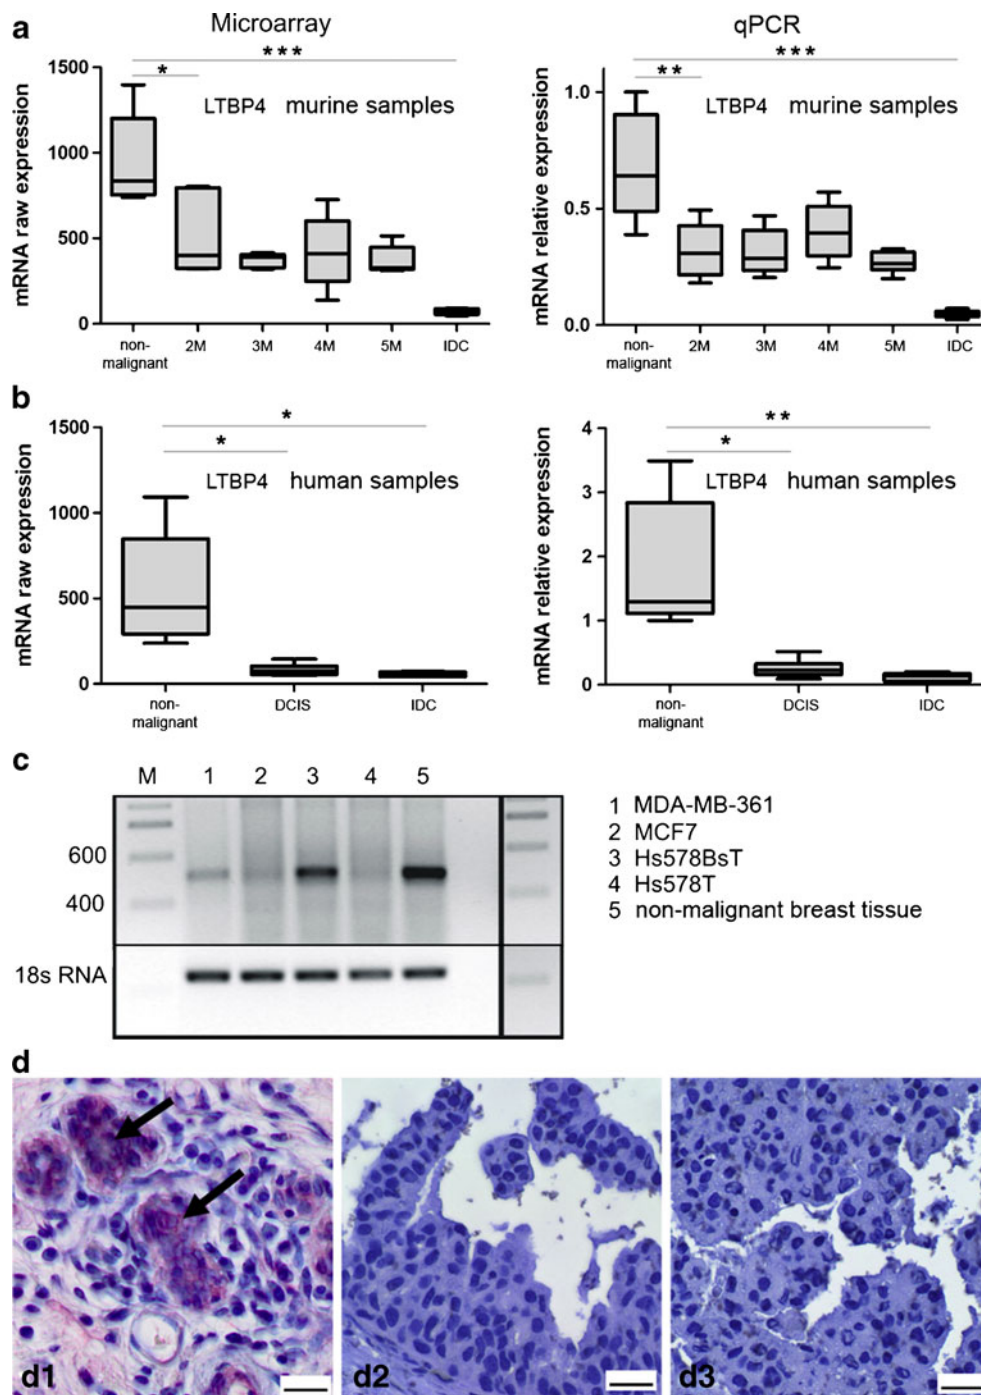 a
Microarray
qPCR
***
*
LTBP4 murine samples
mRNA raw expression
1500
1000
500
0
non-malignant 2M 3M 4M 5M IDC
***
**
LTBP4 murine samples
mRNA relative expression
1.0
0.5
0.0
non-malignant 2M 3M 4M 5M IDC
b
*
*
LTBP4 human samples
mRNA raw expression
1500
1000
500
0
non-malignant DCIS IDC
**
*
LTBP4 human samples
mRNA relative expression
4
3
2
1
0
non-malignant DCIS IDC
c
M 1 2 3 4 5
600
400
18s RNA
1 MDA-MB-361
2 MCF7
3 Hs578BsT
4 Hs578T
5 non-malignant breast tissue
d
d1
d2
d3